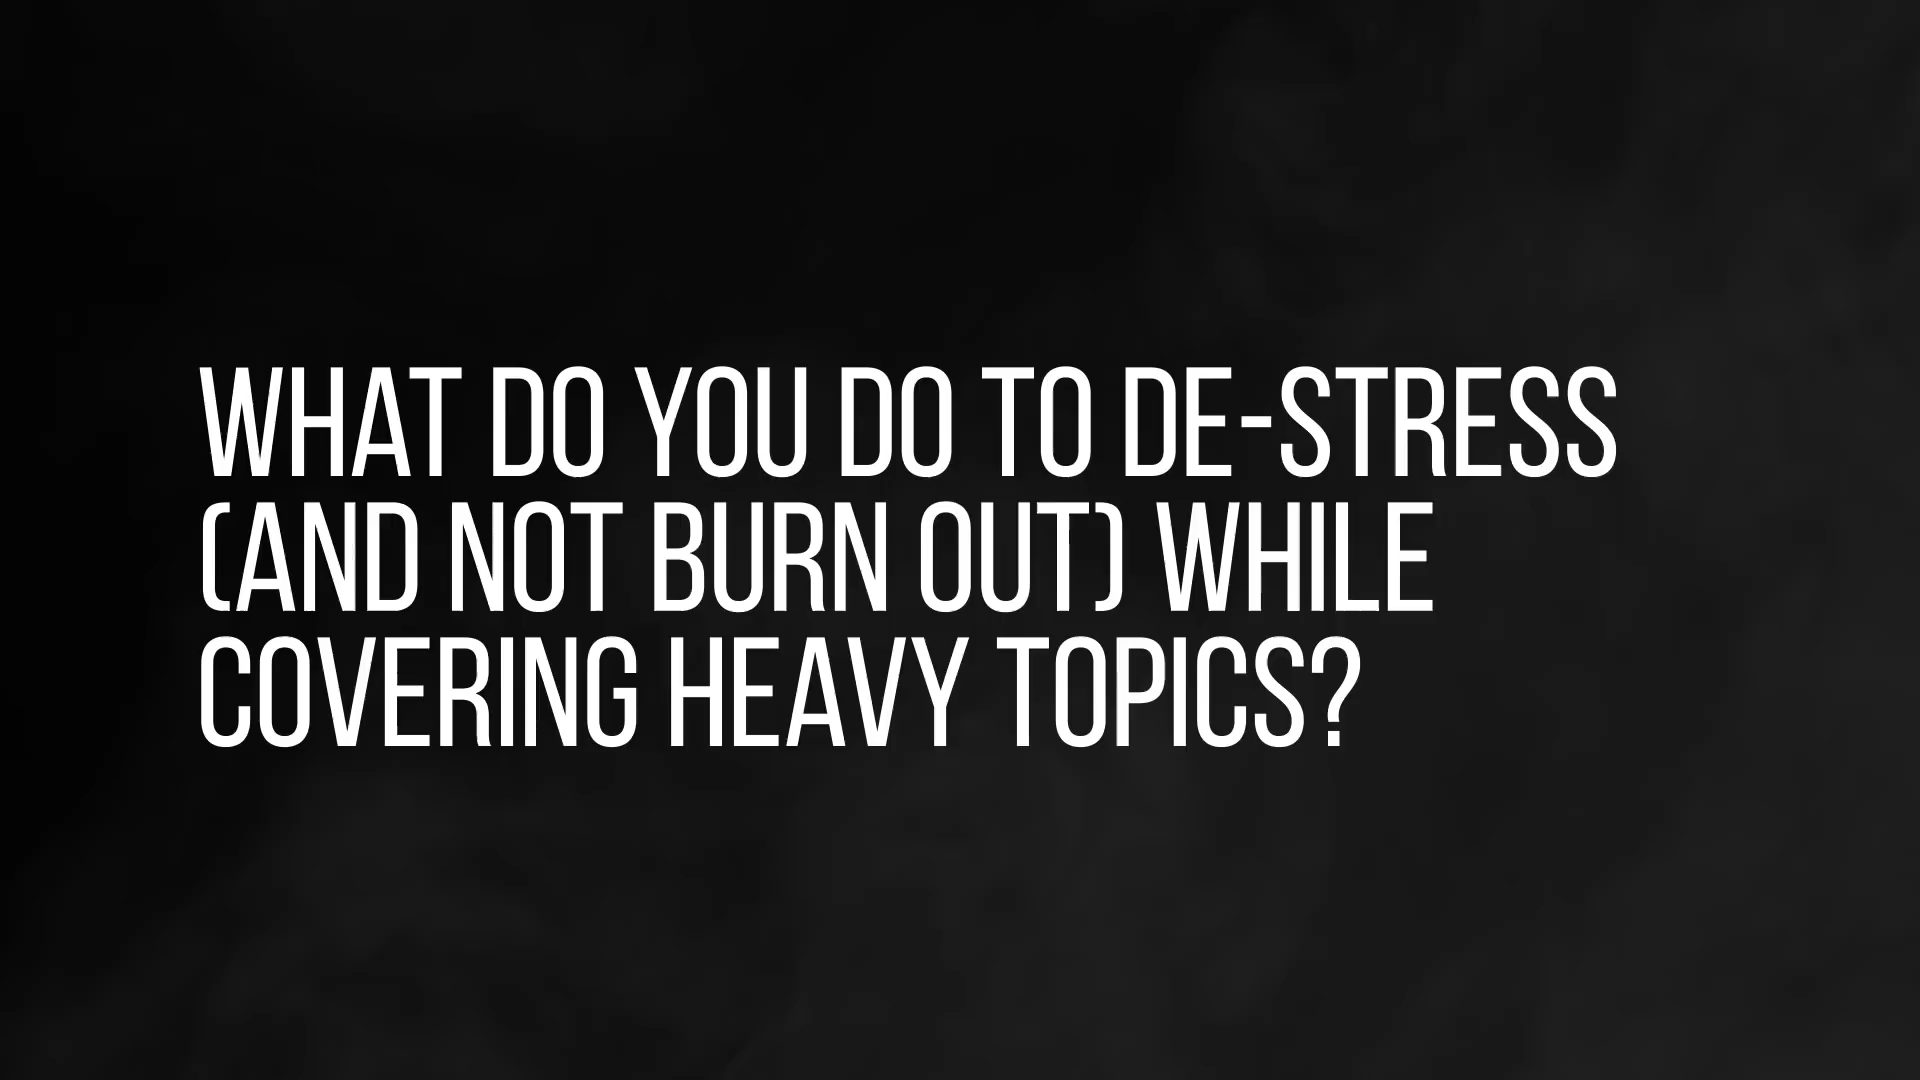 WHAT DO YOU DO TO DE-STRESS
(AND NOT BURN OUT) WHILE
COVERING HEAVY TOPICS?